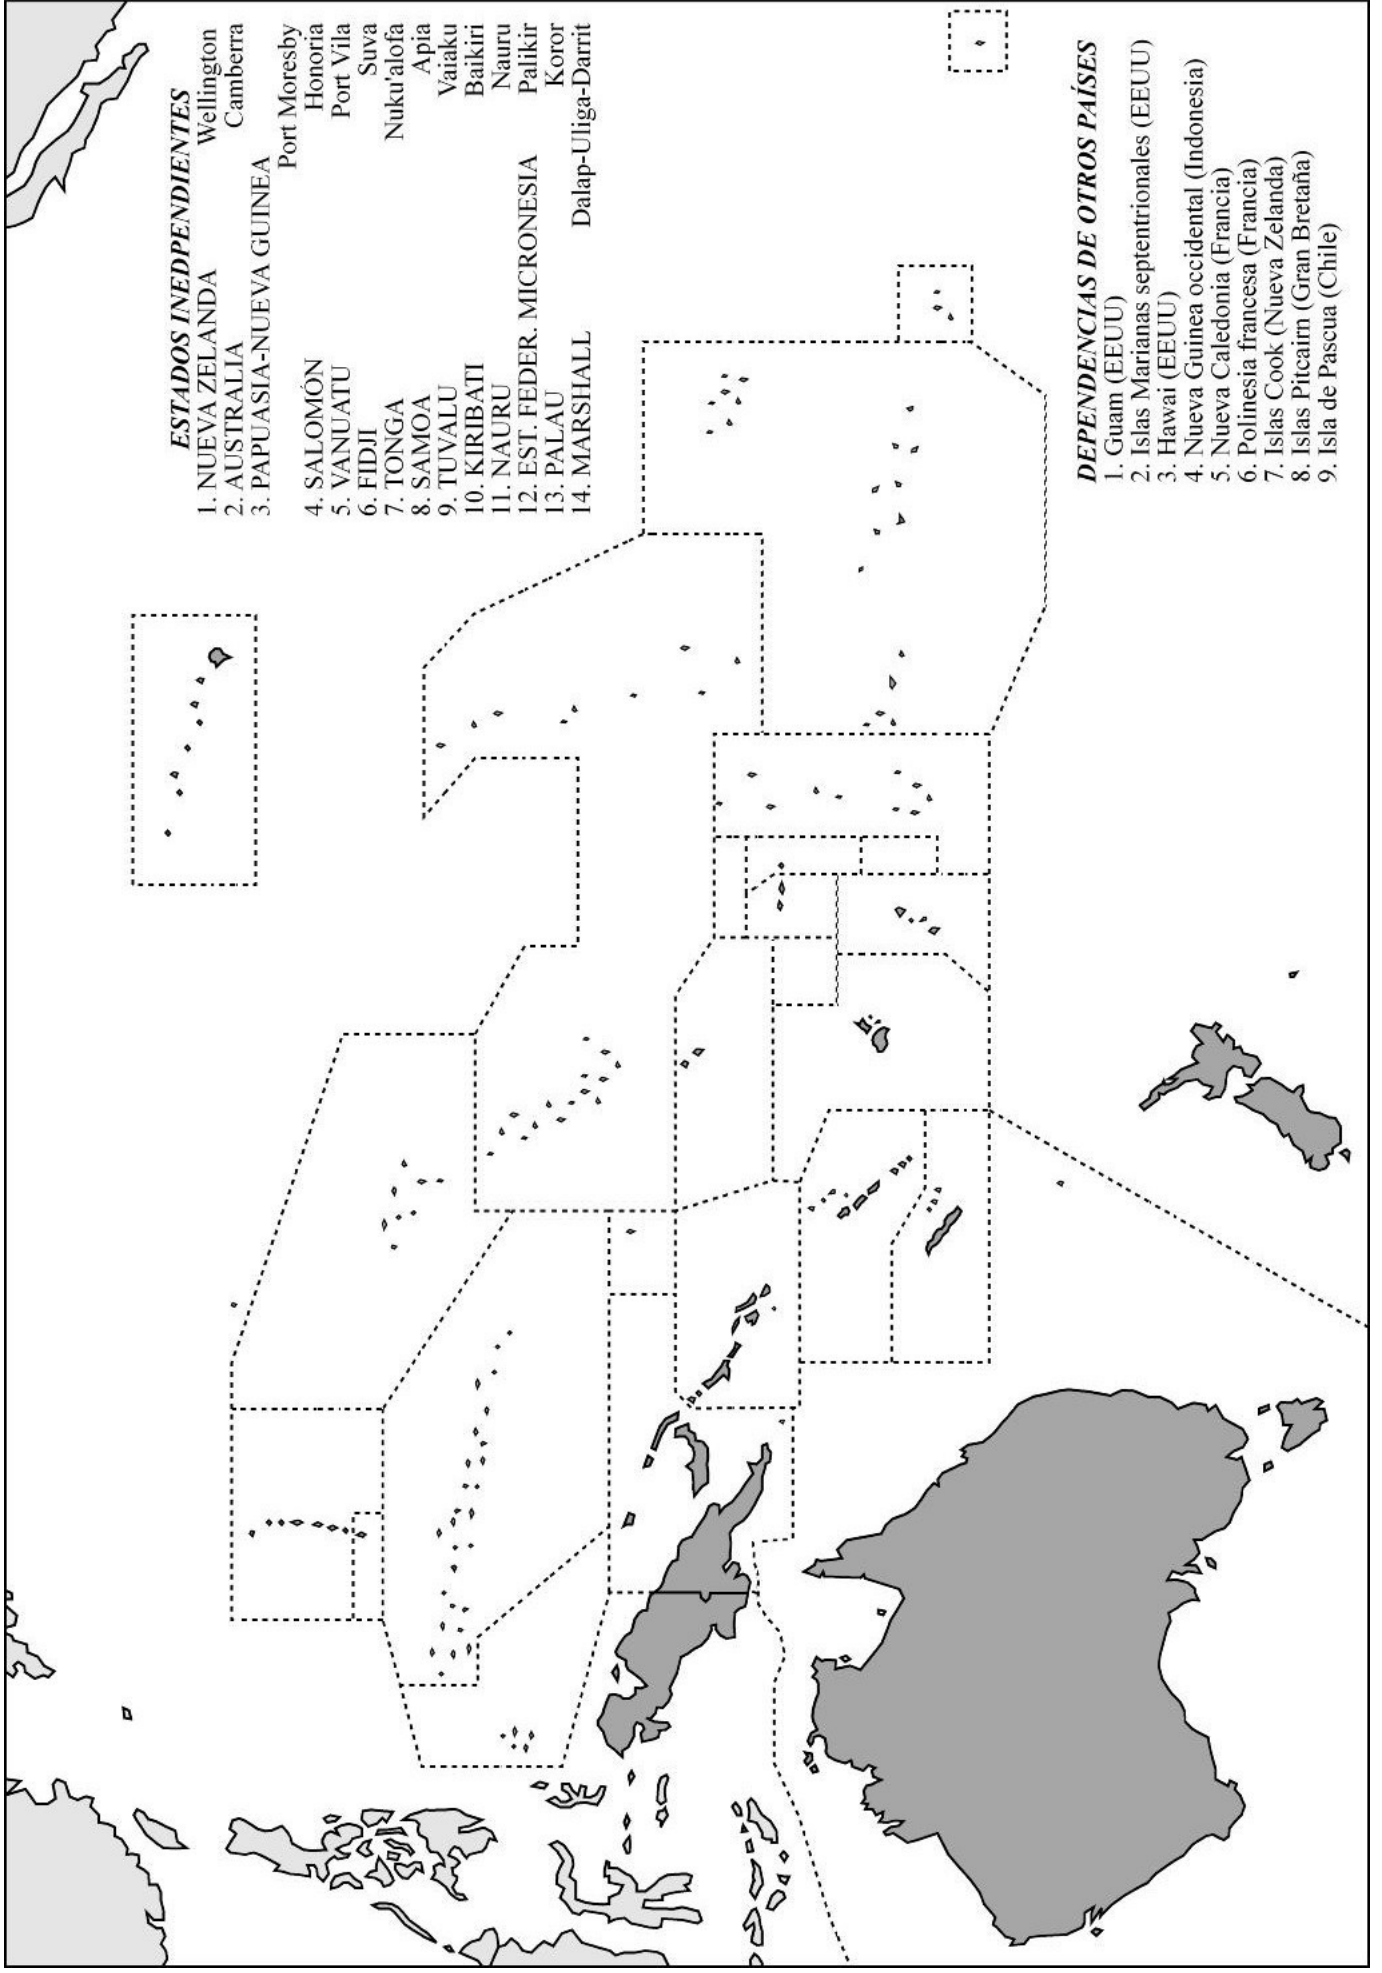 ESTADOS INEDPENDIENTES
1. NUEVA ZELANDA Wellington
2. AUSTRALIA Camberra
3. PAPUASIA-NUEVA GUINEA
Port Moresby
4. SALOMÓN Honoria
5. VANUATU Port Vila
6. FIDJI Suva
7. TONGA Nuku'alofa
8. SAMOA Apia
9. TUVALU Vaiaku
10. KIRIBATI Baikiri
11. NAURU Nauru
12. EST. FEDER. MICRONESIA Palikir
13. PALAU Koror
14. MARSHALL Dalap-Uliga-Darrit
DEPENDENCIAS DE OTROS PAÍSES
1. Guam (EEUU)
2. Islas Marianas septentrionales (EEUU)
3. Hawai (EEUU)
4. Nueva Guinea occidental (Indonesia)
5. Nueva Caledonia (Francia)
6. Polinesia francesa (Francia)
7. Islas Cook (Nueva Zelanda)
8. Islas Pitcairn (Gran Bretaña)
9. Isla de Pascua (Chile)